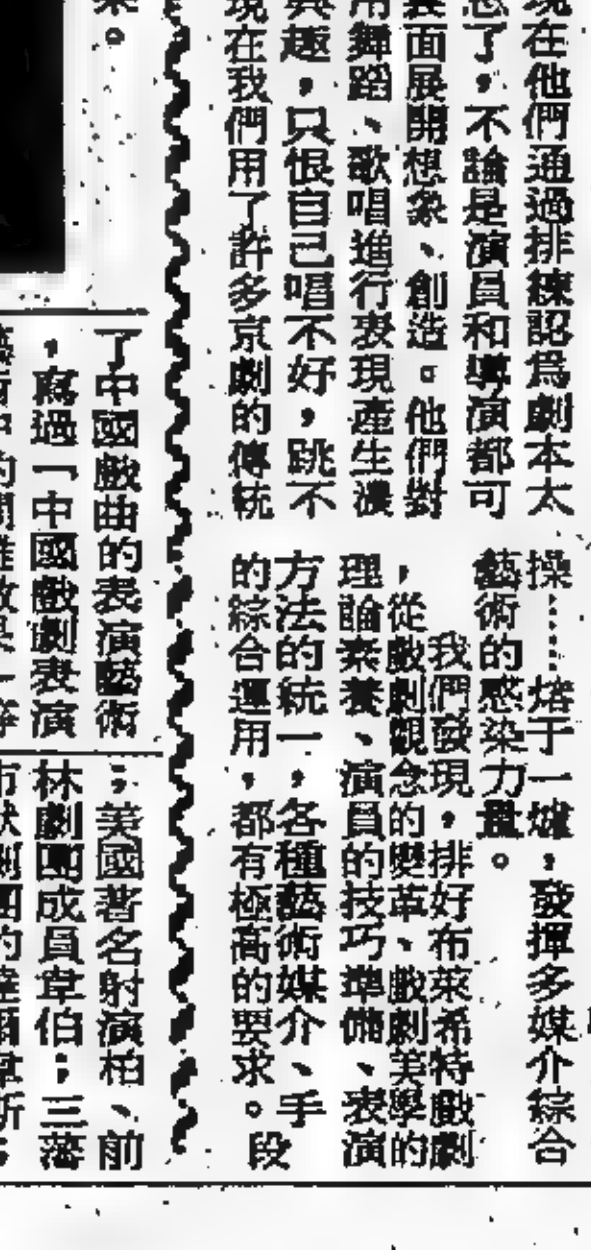 現在他們通過排練認爲劇本太
忽了，不論是演員和導演都可
裏面展開想象、創造。他們對
用舞蹈、歌唱進行表現產生濃
興趣，只恨自己唱不好，跳不
現在我們用了許多京劇的傳統
操……焙于一爐，發揮多媒介綜合
藝術的感染力量。
我們發現，排好布萊希特戲劇
，從戲劇觀念的變革、戲劇美學的
理論素養、演員的技巧準備、表演
方法的統一，各種藝術媒介、手段
的綜合運用，都有極高的要求。
了中國戲曲的表演藝術
，寫過「中國戲劇表演
；美國著名射演柏、前
林劇團成員韋伯；三藩